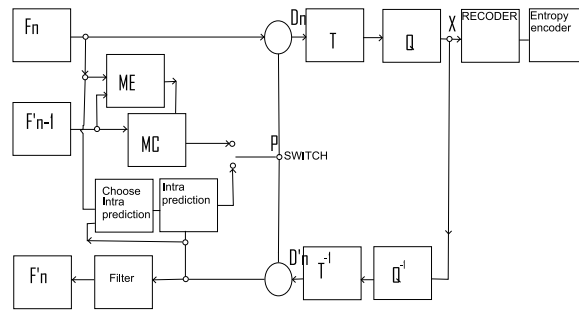 Fn
Dn
T
Q
X
RECODER
Entropy
encoder
ME
F'n-1
MC
P
SWITCH
Choose
Intra
prediction
Intra
prediction
D'n
F'n
Filter
T⁻¹
Q⁻¹